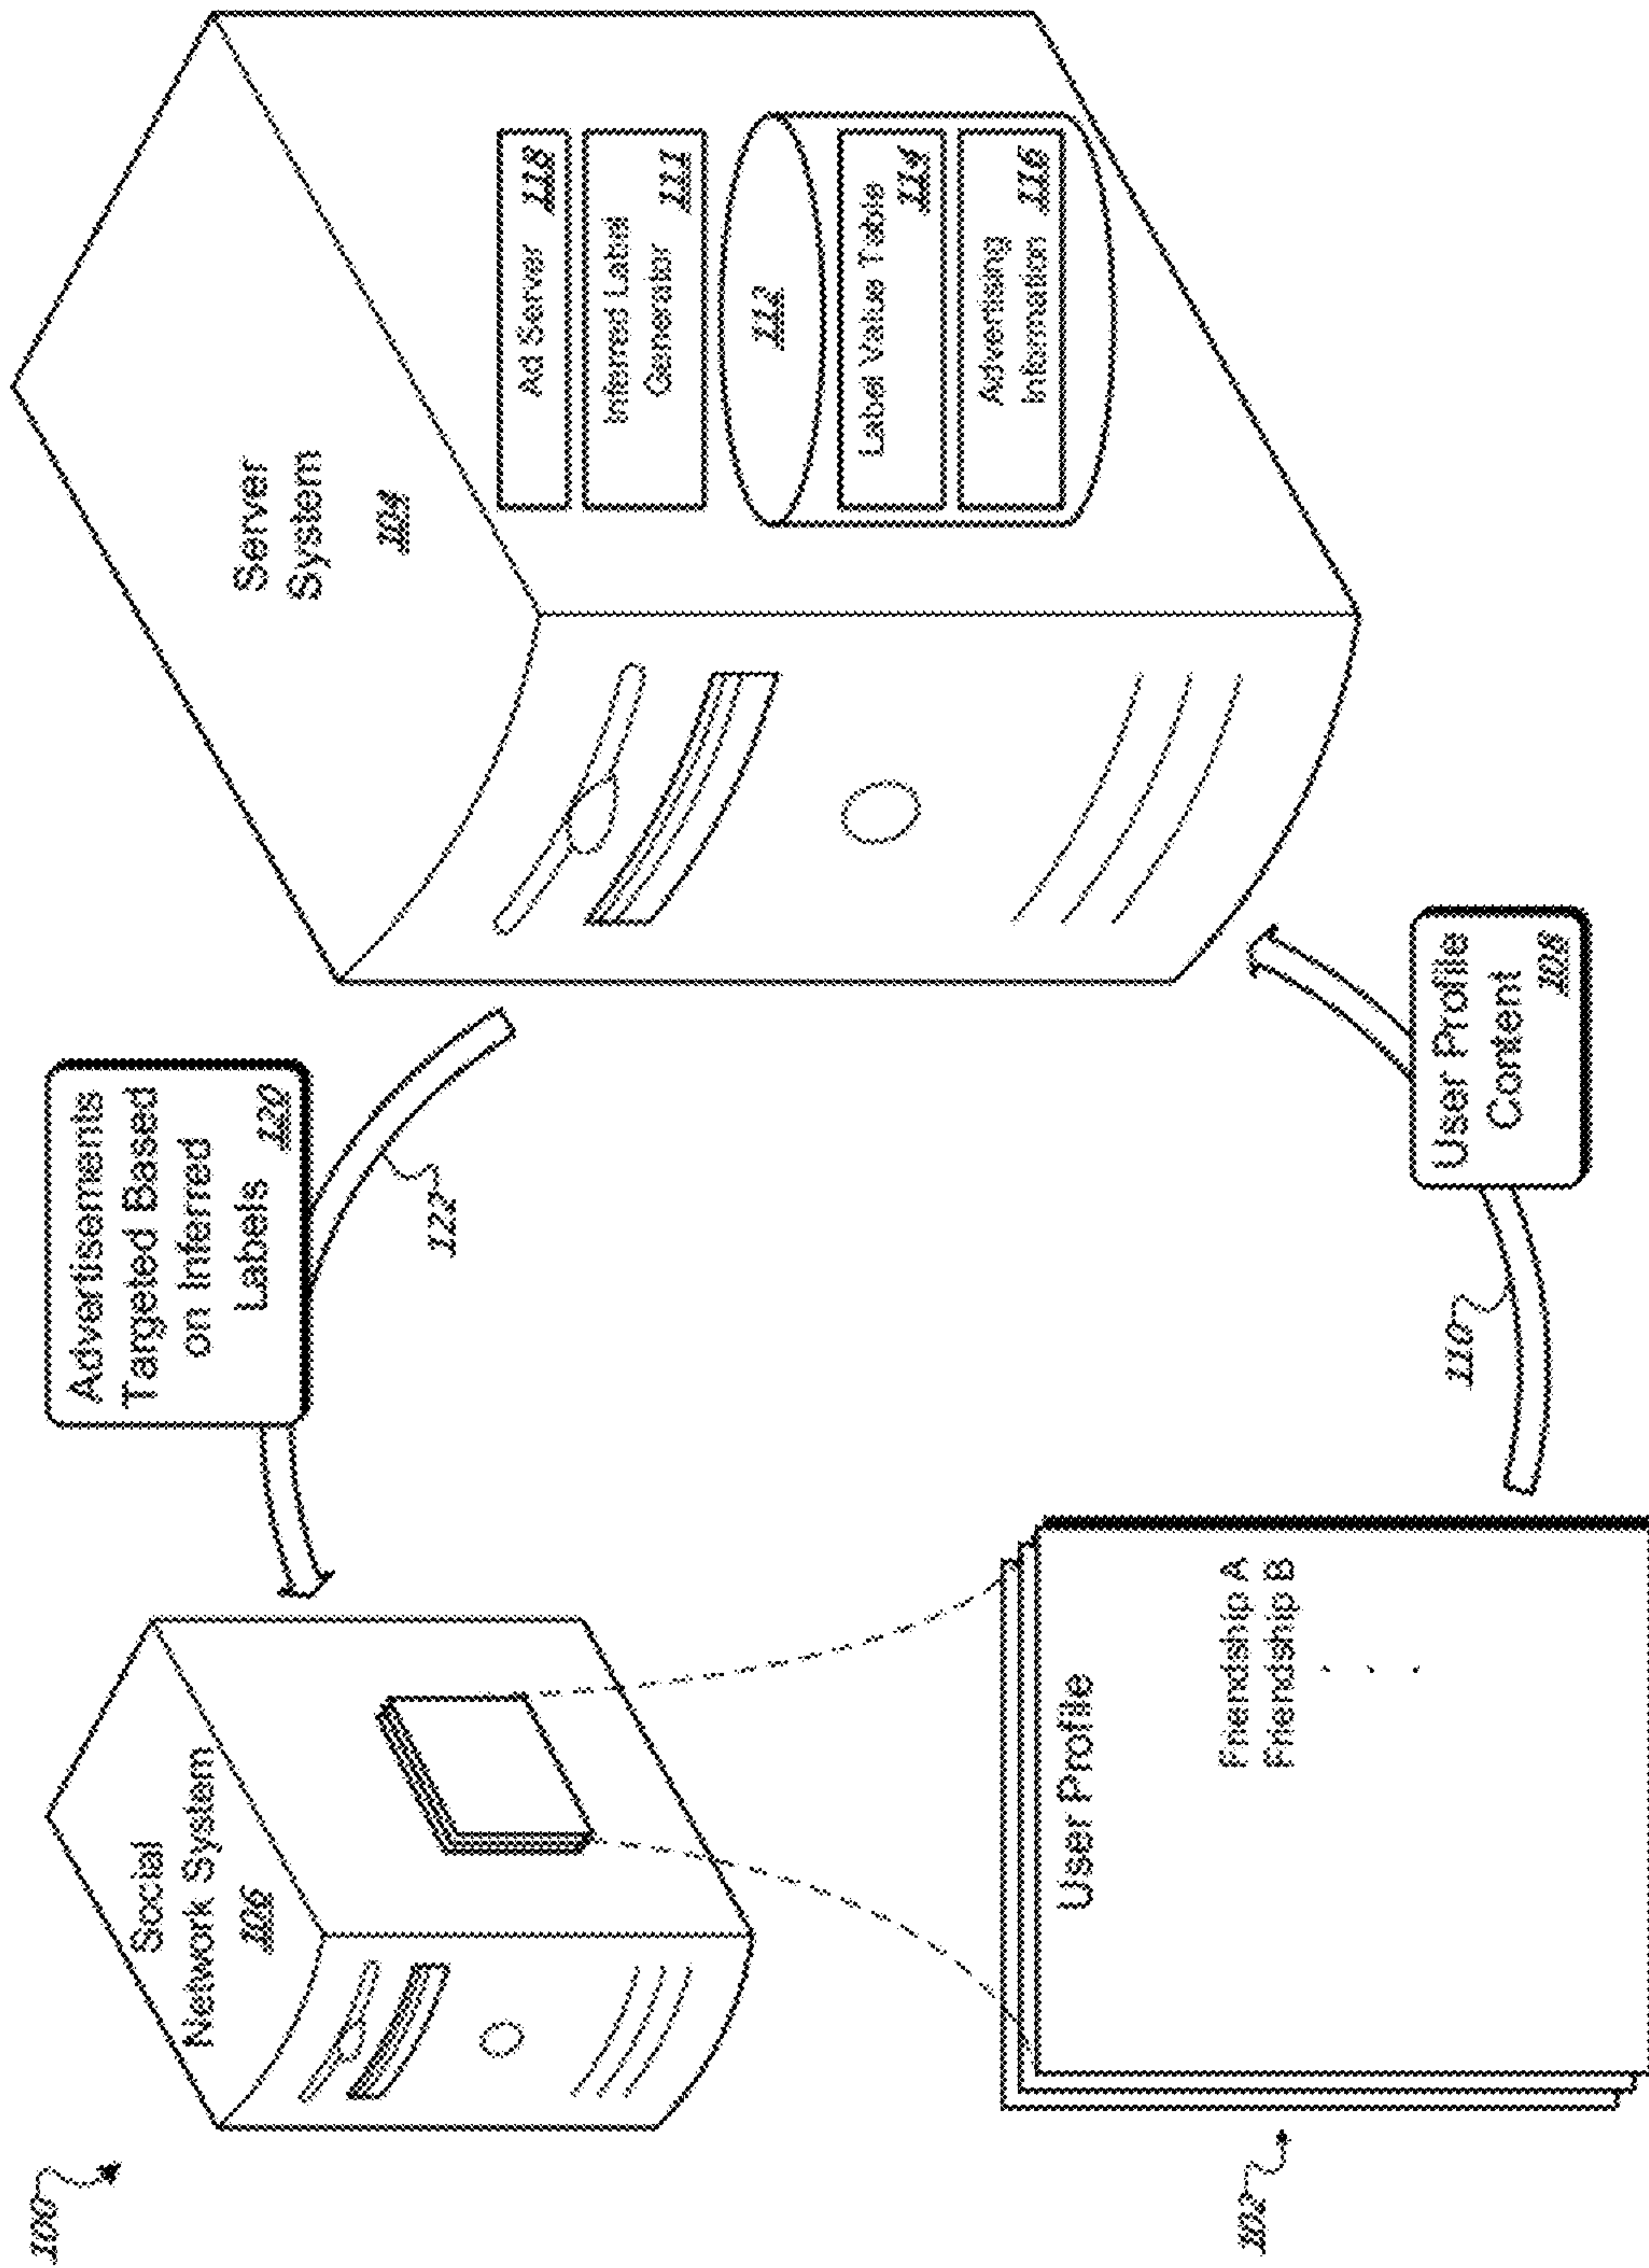 100
Social
Network System
106
Advertisements
Targeted Based
on Inferred
Labels
120
122
Server
System
104
Ad Server
118
Inferred Label
Generator
111
112
Label Value Table
114
Advertising
Information
116
102
User Profile
Friendship A
Friendship B
.
.
.
110
User Profile
Content
108